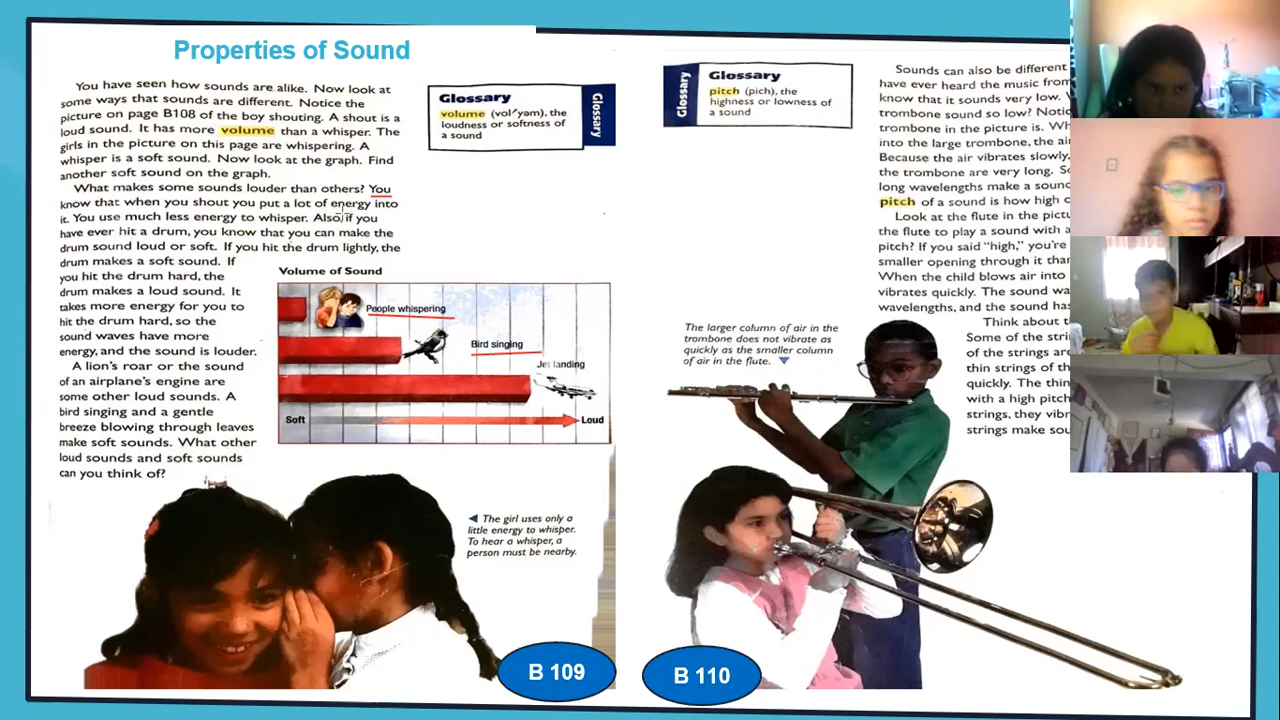 Properties of Sound
You have seen how sounds are alike. Now look at
some ways that sounds are different. Notice the
picture on page B108 of the boy shouting. A shout is a
loud sound. It has more volume than a whisper. The
girls in the picture on this page are whispering. A
whisper is a soft sound. Now look at the graph. Find
another soft sound on the graph.
What makes some sounds louder than others? You
know that when you shout you put a lot of energy into
it. You use much less energy to whisper. Also, if you
have ever hit a drum, you know that you can make the
drum sound loud or soft. If you hit the drum lightly, the
drum makes a soft sound. If
you hit the drum hard, the
drum makes a loud sound. It
takes more energy for you to
hit the drum hard, so the
sound waves have more
energy, and the sound is louder.
A lion's roar or the sound
of an airplane's engine are
some other loud sounds. A
bird singing and a gentle
breeze blowing through leaves
make soft sounds. What other
loud sounds and soft sounds
can you think of?
Glossary
volume (vol′yəm), the
loudness or softness of
a sound
Glossary
Volume of Sound
People whispering
Bird singing
Jet landing
Soft
Loud
◀ The girl uses only a
little energy to whisper.
To hear a whisper, a
person must be nearby.
B 109
Glossary
Glossary
pitch (pich), the
highness or lowness of
a sound
Sounds can also be different
have ever heard the music from
know that it sounds very low.
trombone sound so low?
trombone in the picture is.
into the large trombone, the air
Because the air vibrates slowly,
the trombone are very long.
long wavelengths make a sound
pitch of a sound is how high
Look at the flute in the
the flute to play a sound with a
pitch? If you said "high," you're
smaller opening through it than
When the child blows air into
vibrates quickly. The sound
wavelengths, and the sound has
Think about
Some of the
of the strings are
thin strings of
quickly. The
with a high pitch
strings, they
strings make
The larger column of air in the
trombone does not vibrate as
quickly as the smaller column
of air in the flute. ▼
B 110